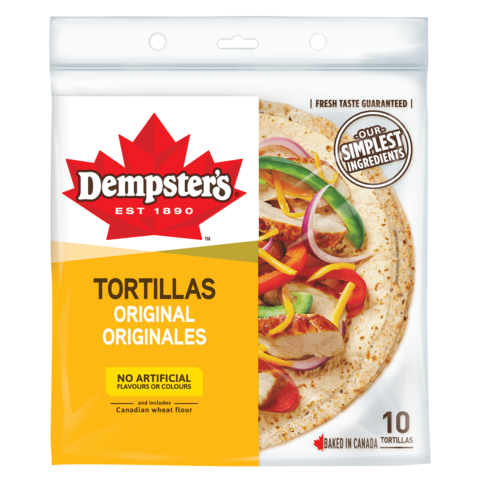 FRESH TASTE GUARANTEED
OUR
SIMPLEST
INGREDIENTS
Dempster's
EST 1890
TM
TORTILLAS
ORIGINAL
ORIGINALES
NO ARTIFICIAL
FLAVOURS OR COLOURS
and includes
Canadian wheat flour
10
TORTILLAS
BAKED IN CANADA